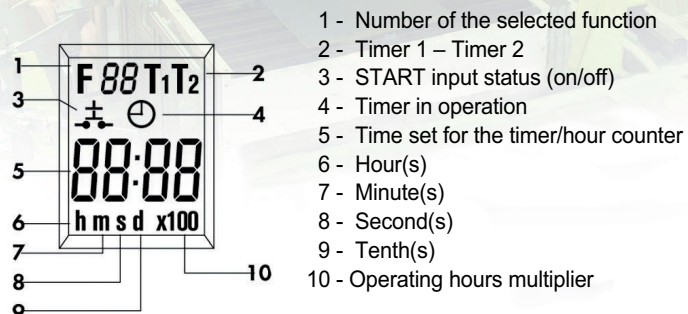 1 - Number of the selected function
2 - Timer 1 – Timer 2
3 - START input status (on/off)
4 - Timer in operation
5 - Time set for the timer/hour counter
6 - Hour(s)
7 - Minute(s)
8 - Second(s)
9 - Tenth(s)
10 - Operating hours multiplier
1
F 88 T1T2
2
3
4
5
88:88
6
h m s d x100
7
8
10
9